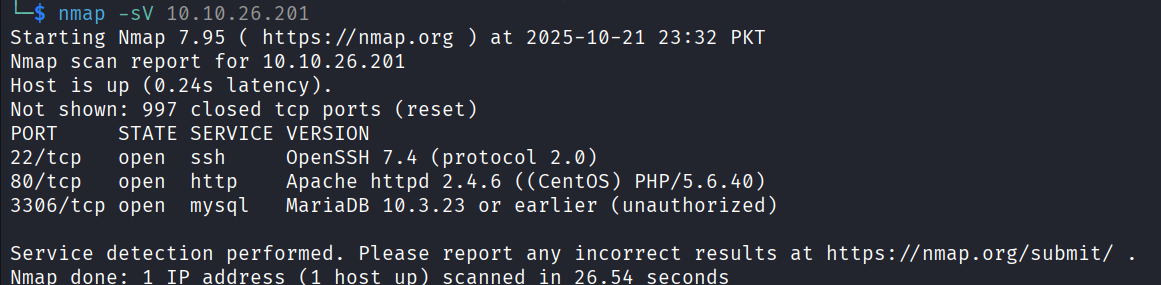 └─$ nmap -sV 10.10.26.201
Starting Nmap 7.95 ( https://nmap.org ) at 2025-10-21 23:32 PKT
Nmap scan report for 10.10.26.201
Host is up (0.24s latency).
Not shown: 997 closed tcp ports (reset)
PORT     STATE SERVICE VERSION
22/tcp   open  ssh     OpenSSH 7.4 (protocol 2.0)
80/tcp   open  http    Apache httpd 2.4.6 ((CentOS) PHP/5.6.40)
3306/tcp open  mysql   MariaDB 10.3.23 or earlier (unauthorized)

Service detection performed. Please report any incorrect results at https://nmap.org/submit/ .
Nmap done: 1 IP address (1 host up) scanned in 26.54 seconds